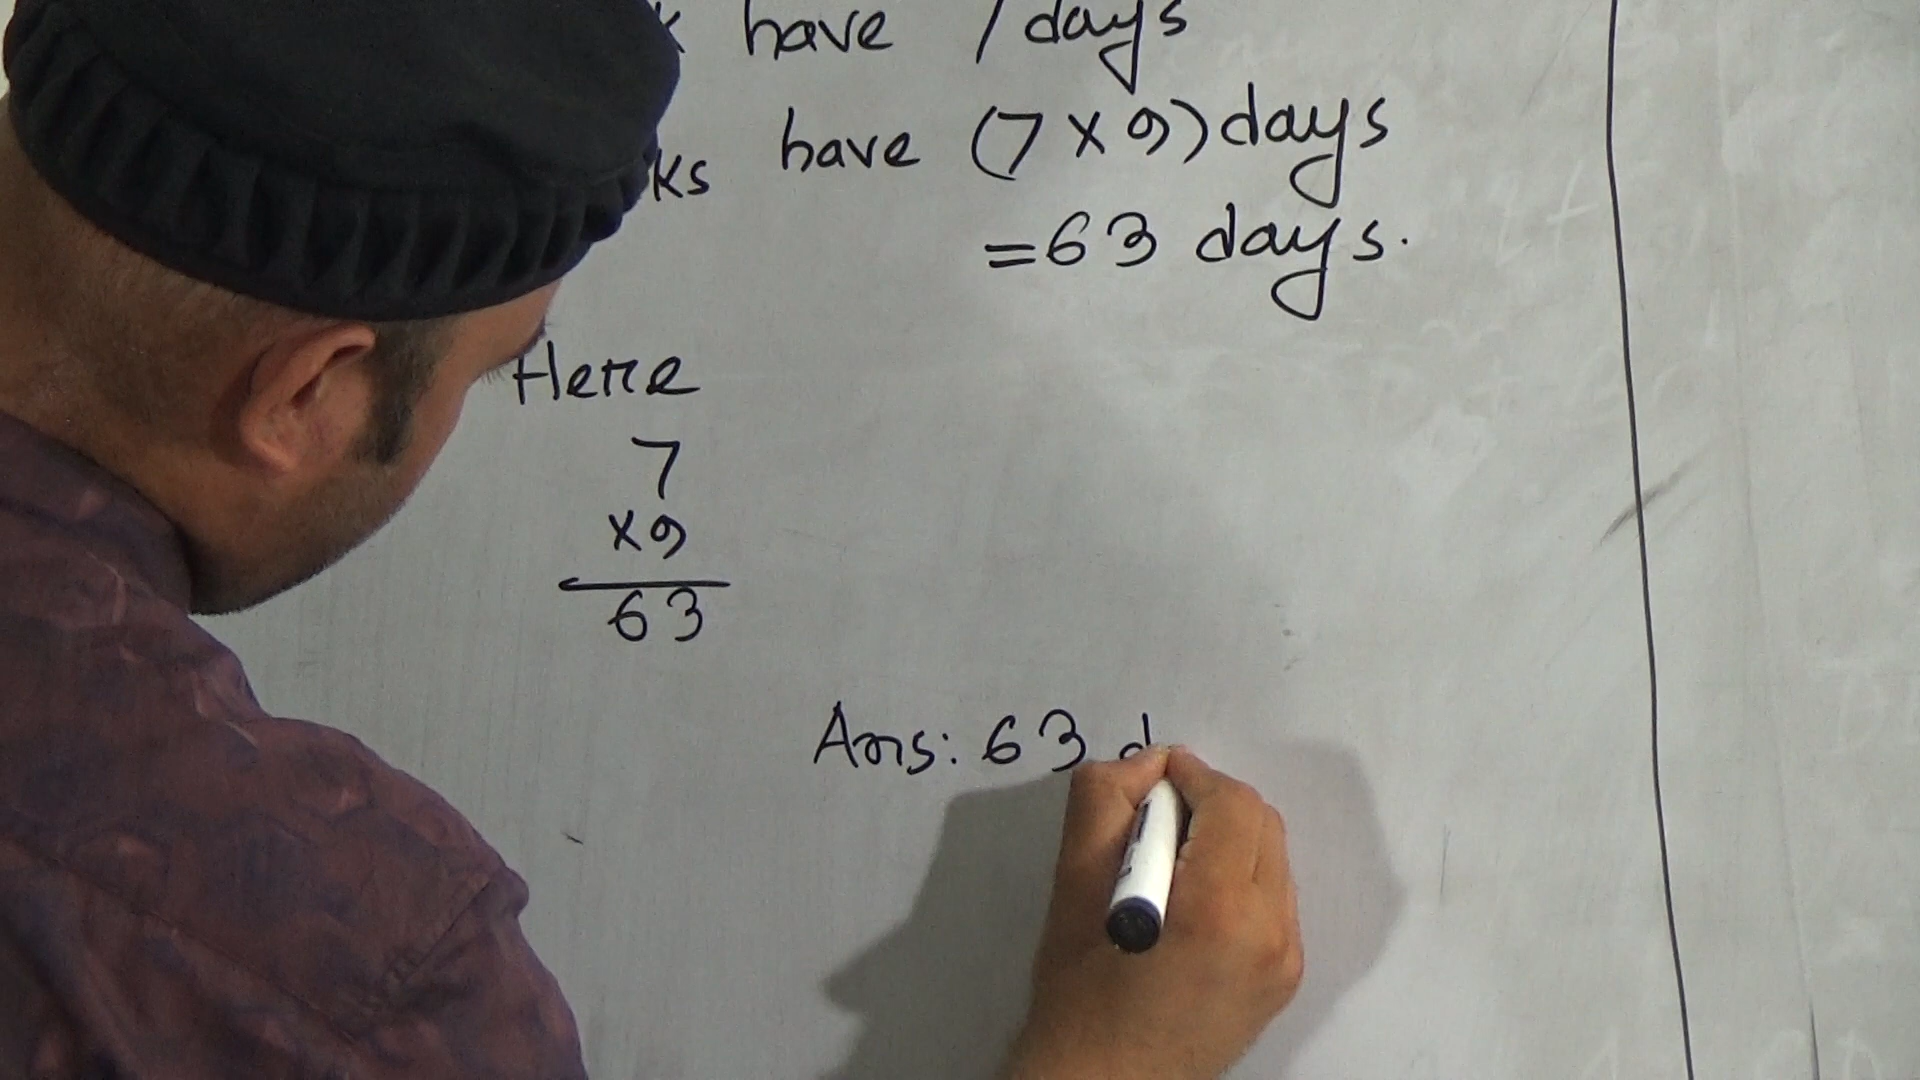 have 7 days
ks have (7 × 9) days
= 63 days.
Here
7
× 9
63
Ans: 63 d